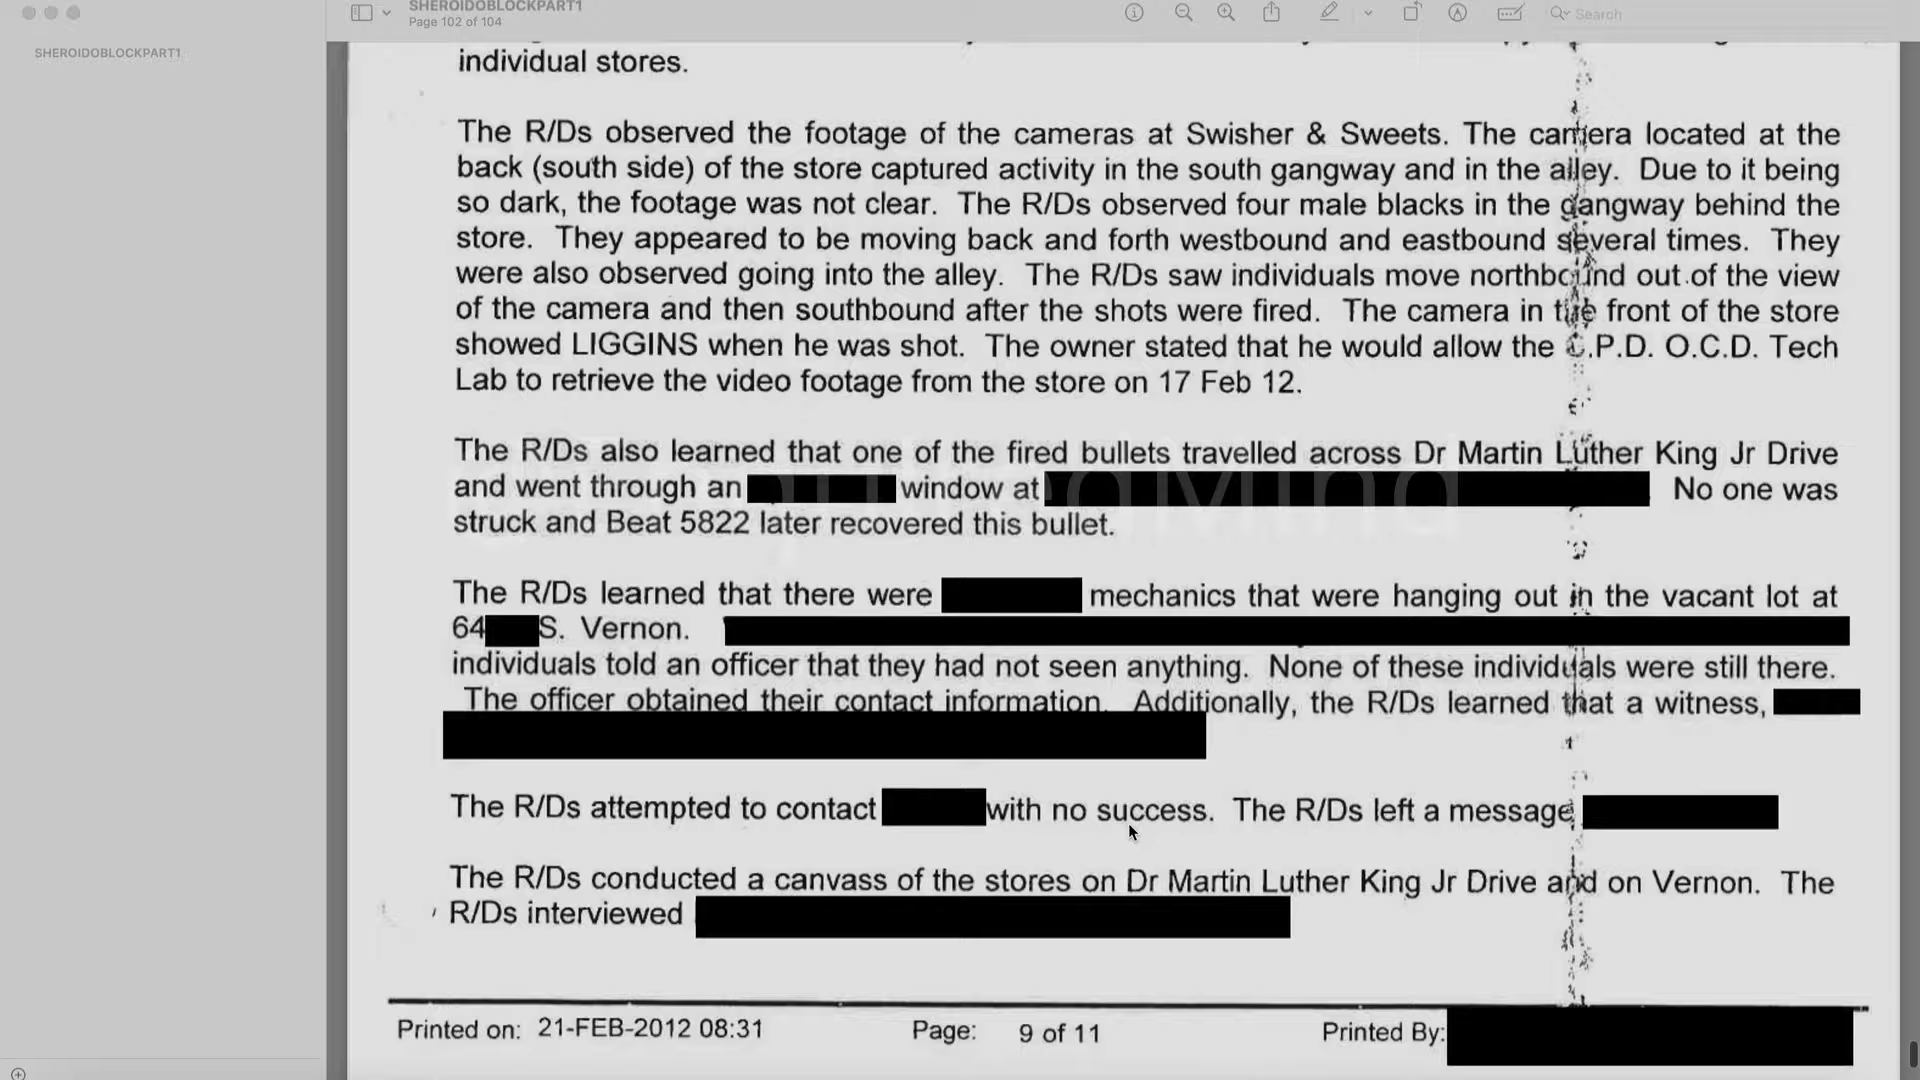 SHEROIDOBLOCKPART1
Page 102 of 104
Search
SHEROIDOBLOCKPART1
individual stores.
The R/Ds observed the footage of the cameras at Swisher & Sweets. The camera located at the
back (south side) of the store captured activity in the south gangway and in the alley. Due to it being
so dark, the footage was not clear. The R/Ds observed four male blacks in the gangway behind the
store. They appeared to be moving back and forth westbound and eastbound several times. They
were also observed going into the alley. The R/Ds saw individuals move northbound out of the view
of the camera and then southbound after the shots were fired. The camera in the front of the store
showed LIGGINS when he was shot. The owner stated that he would allow the C.P.D. O.C.D. Tech
Lab to retrieve the video footage from the store on 17 Feb 12.
The R/Ds also learned that one of the fired bullets travelled across Dr Martin Luther King Jr Drive
and went through an window at No one was
struck and Beat 5822 later recovered this bullet.
The R/Ds learned that there were mechanics that were hanging out in the vacant lot at
64 S. Vernon.
individuals told an officer that they had not seen anything. None of these individuals were still there.
The officer obtained their contact information. Additionally, the R/Ds learned that a witness,
The R/Ds attempted to contact with no success. The R/Ds left a message
The R/Ds conducted a canvass of the stores on Dr Martin Luther King Jr Drive and on Vernon. The
R/Ds interviewed
Printed on: 21-FEB-2012 08:31 Page: 9 of 11 Printed By: